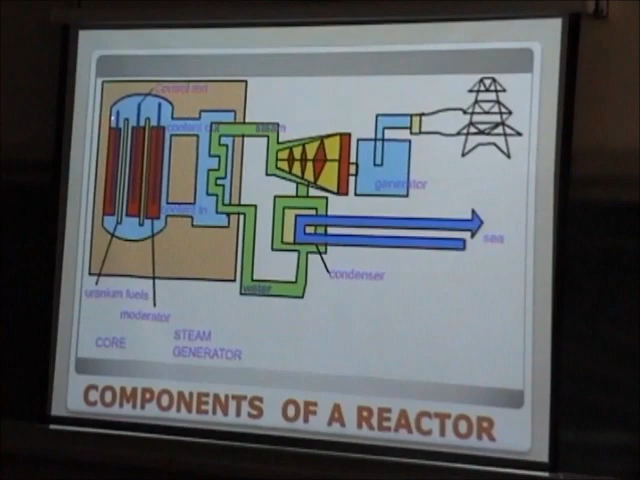 Control rod
coolant out
steam
generator
coolant in
sea
condenser
uranium fuels
water
moderator
CORE
STEAM
GENERATOR
COMPONENTS OF A REACTOR